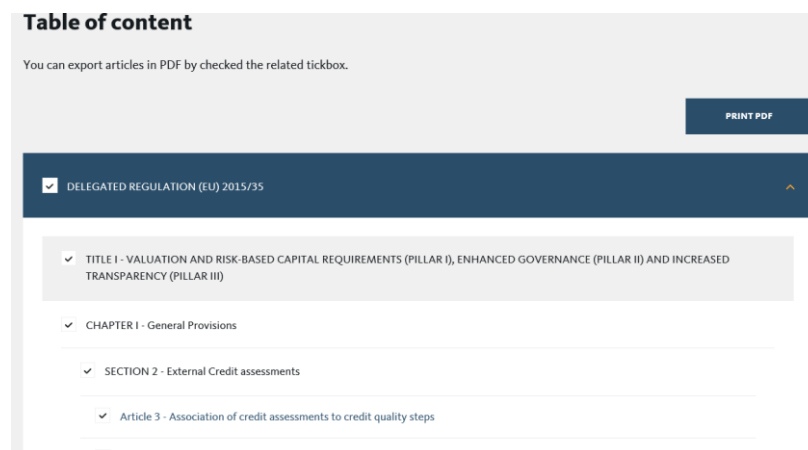 Table of content
You can export articles in PDF by checked the related tickbox.
PRINT PDF
DELEGATED REGULATION (EU) 2015/35
TITLE I - VALUATION AND RISK-BASED CAPITAL REQUIREMENTS (PILLAR I), ENHANCED GOVERNANCE (PILLAR II) AND INCREASED
TRANSPARENCY (PILLAR III)
CHAPTER I - General Provisions
SECTION 2 - External Credit assessments
Article 3 - Association of credit assessments to credit quality steps